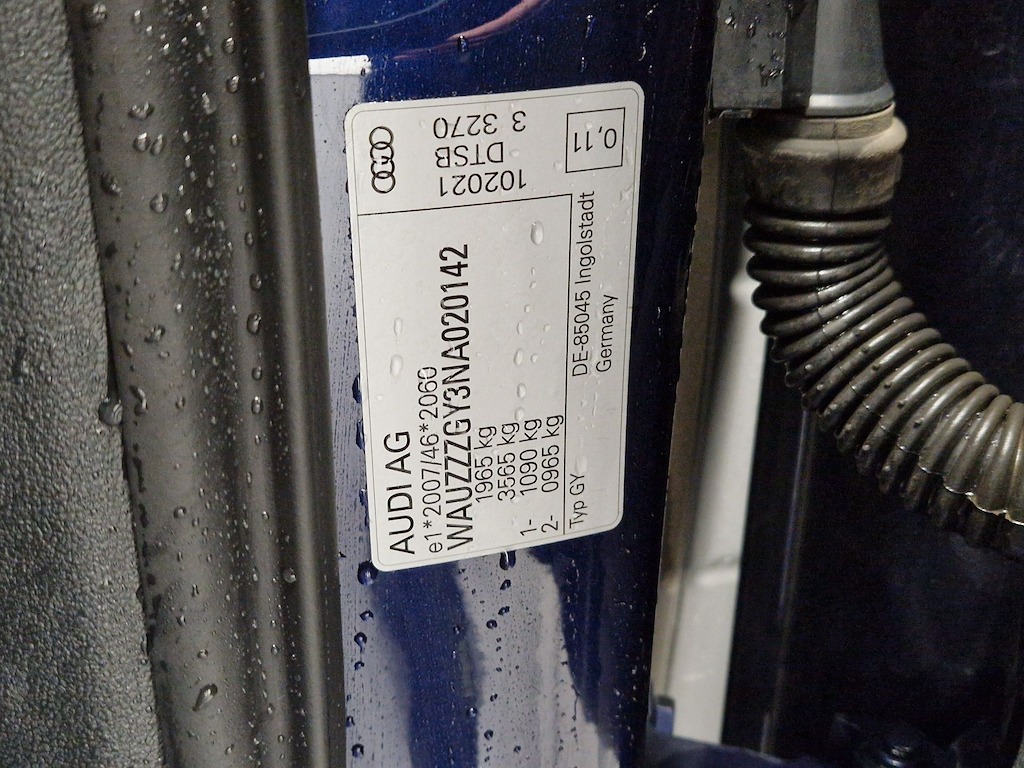 AUDI AG
e1*2007/46*2060
WAUZZZGY3NA020142
1965 kg
3565 kg
1- 1090 kg
2- 0965 kg
Typ GY
DE-85045 Ingolstadt
Germany
102021
DTSB
3 3270
0,11